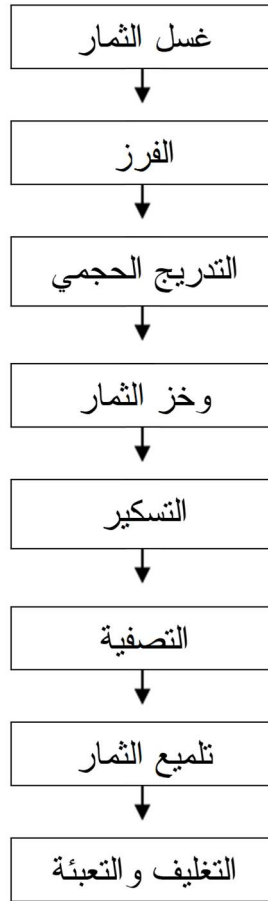 غسل الثمار
الفرز
التدريج الحجمي
وخز الثمار
التسكير
التصفية
تلميع الثمار
التغليف والتعبئة